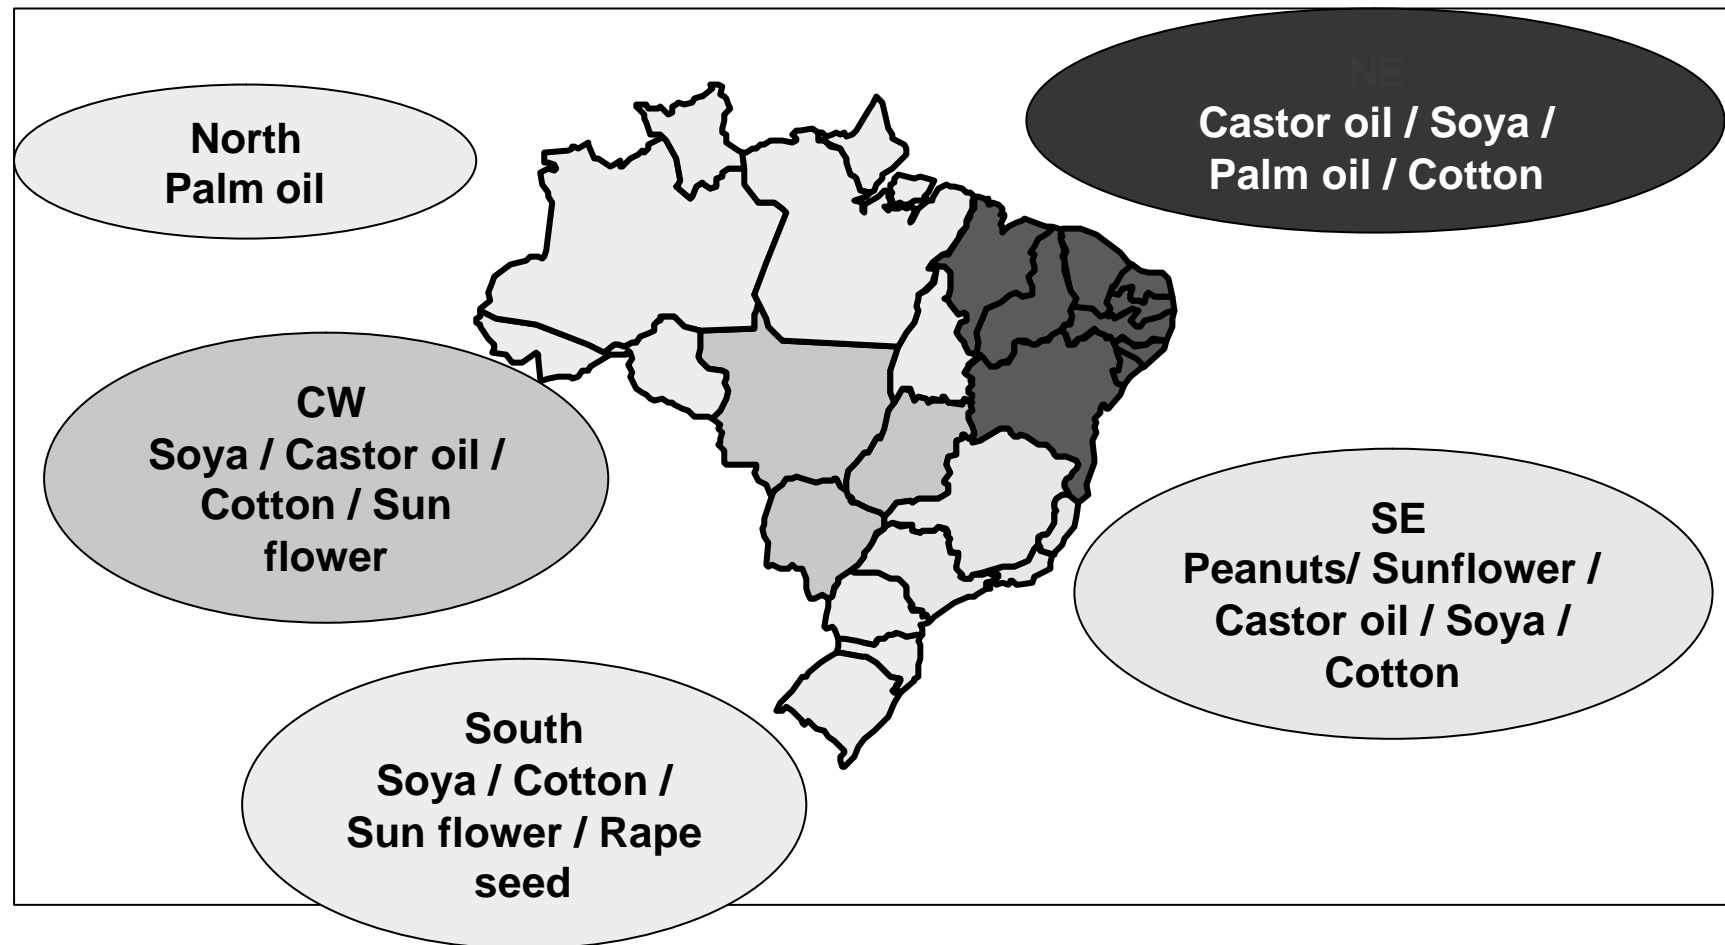 North
Palm oil
NE
Castor oil / Soya /
Palm oil / Cotton
CW
Soya / Castor oil /
Cotton / Sun
flower
SE
Peanuts/ Sunflower /
Castor oil / Soya /
Cotton
South
Soya / Cotton /
Sun flower / Rape
seed